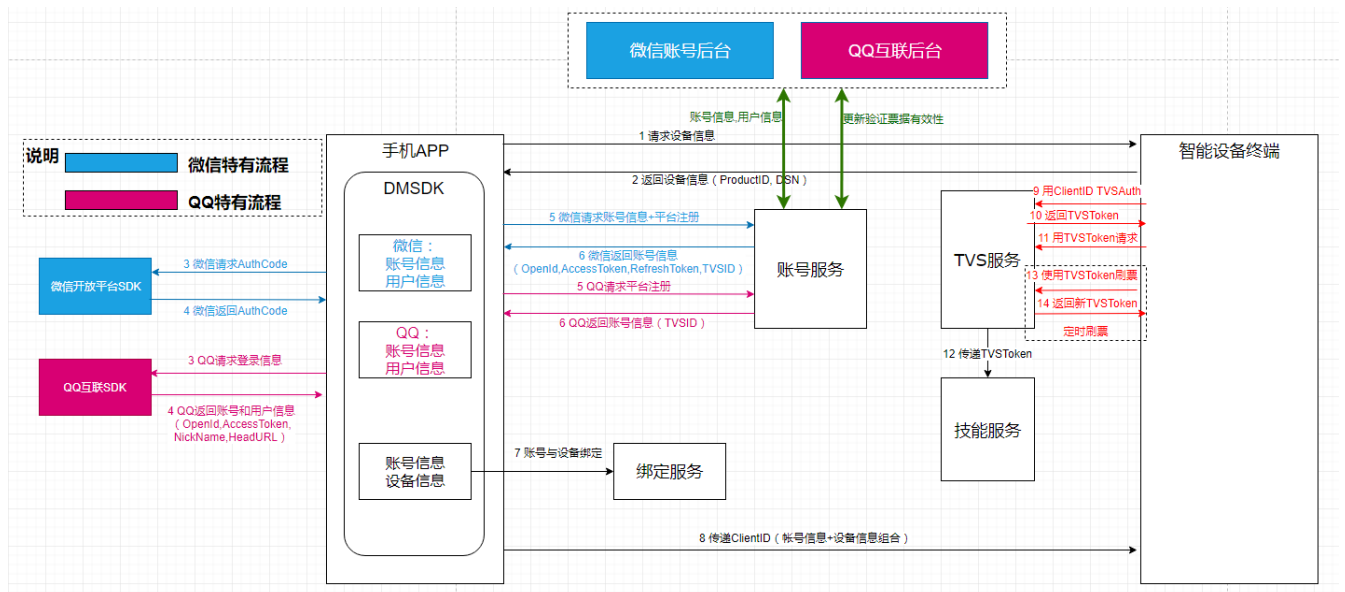 微信账号后台
QQ互联后台
账号信息,用户信息
更新验证票据有效性
说明
微信特有流程
QQ特有流程
手机APP
1 请求设备信息
智能设备终端
2 返回设备信息（ProductID, DSN）
DMSDK
9 用ClientID TVSAuth
10 返回TVSToken
11 用TVSToken请求
5 微信请求账号信息+平台注册
微信：
账号信息
用户信息
6 微信返回账号信息
（OpenId,AccessToken,RefreshToken,TVSID）
账号服务
TVS服务
3 微信请求AuthCode
微信开放平台SDK
4 微信返回AuthCode
5 QQ请求平台注册
6 QQ返回账号信息（TVSID）
13 使用TVSToken刷票
14 返回新TVSToken
定时刷票
QQ：
账号信息
用户信息
3 QQ请求登录信息
QQ互联SDK
4 QQ返回账号和用户信息
（OpenId,AccessToken,
NickName,HeadURL）
12 传递TVSToken
技能服务
账号信息
设备信息
7 账号与设备绑定
绑定服务
8 传递ClientID（帐号信息+设备信息组合）